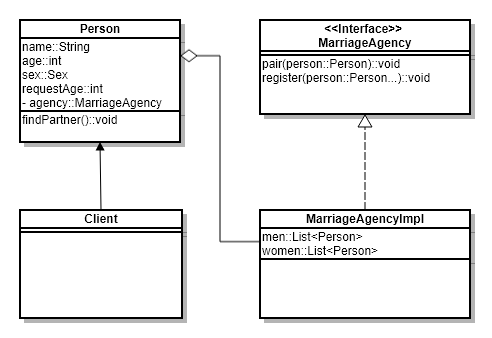 Person
name::String
age::int
sex::Sex
requestAge::int
- agency::MarriageAgency
findPartner()::void
<<Interface>>
MarriageAgency
pair(person::Person)::void
register(person::Person...)::void
Client
MarriageAgencyImpl
men::List<Person>
women::List<Person>